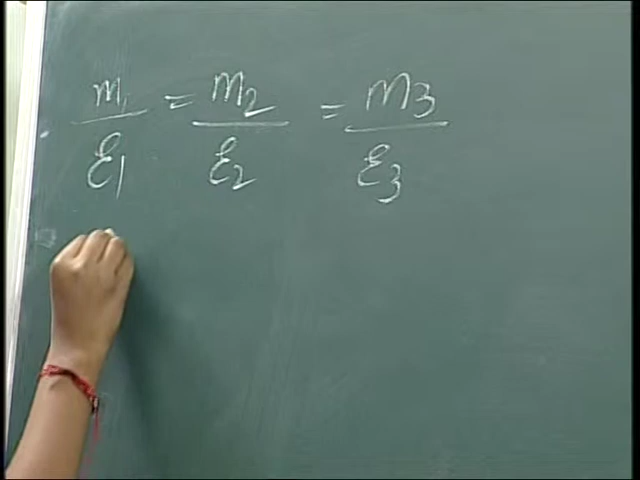 m₁/ε₁ = m₂/ε₂ = m₃/ε₃